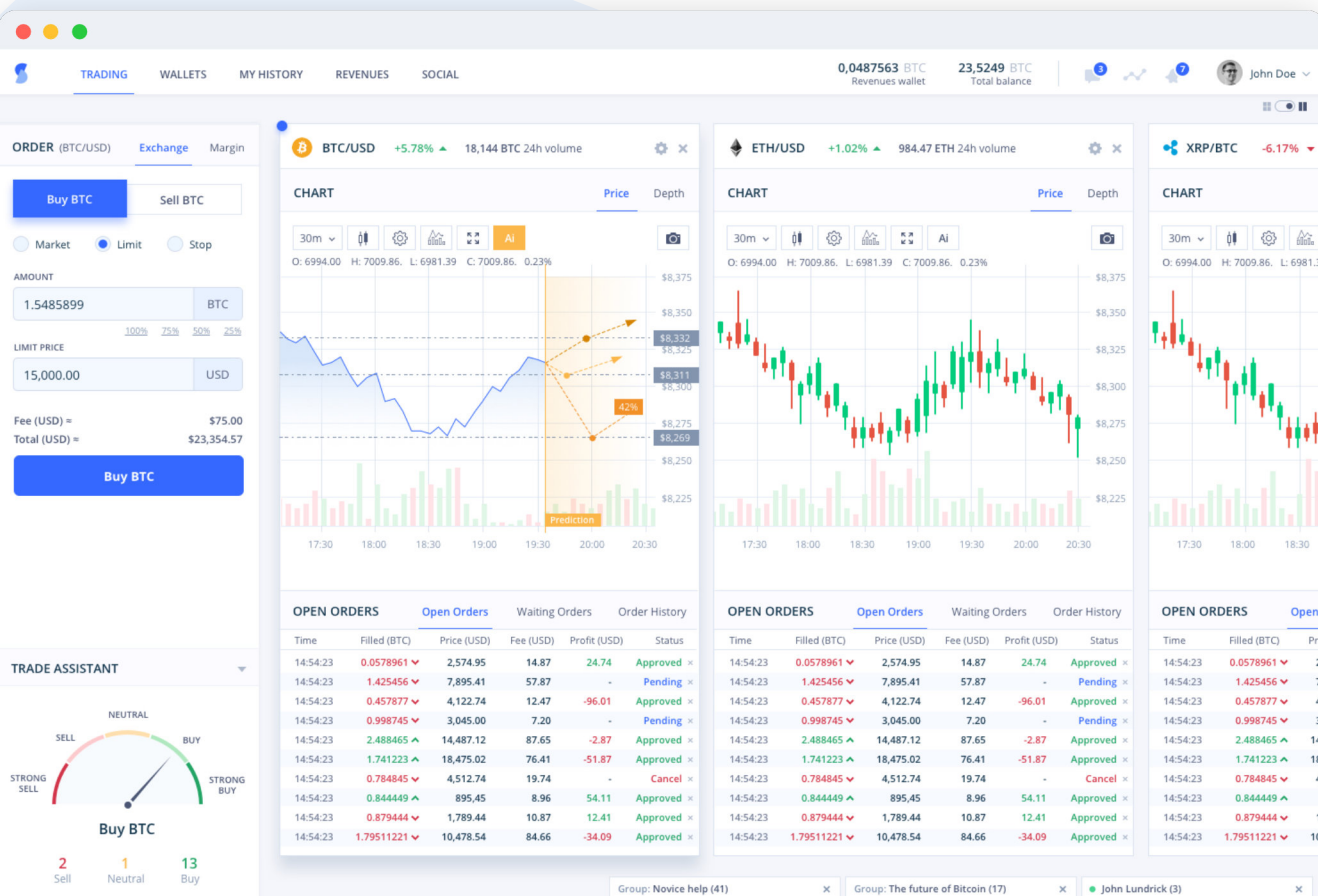 TRADING WALLETS MY HISTORY REVENUES SOCIAL
0,0487563 BTC
Revenues wallet
23,5249 BTC
Total balance
3
7
John Doe
ORDER (BTC/USD) Exchange Margin
Buy BTC Sell BTC
Market Limit Stop
AMOUNT
1.5485899 BTC
100% 75% 50% 25%
LIMIT PRICE
15,000.00 USD
Fee (USD) ≈ $75.00
Total (USD) ≈ $23,354.57
Buy BTC
TRADE ASSISTANT
NEUTRAL
SELL BUY
STRONG SELL
STRONG BUY
Buy BTC
2 1 13
Sell Neutral Buy
BTC/USD +5.78% 18,144 BTC 24h volume
CHART Price Depth
30m Ai
O: 6994.00 H: 7009.86. L: 6981.39 C: 7009.86. 0.23%
$8,375
$8,350
$8,332
$8,325
$8,311
$8,300
42%
$8,275
$8,269
$8,250
$8,225
Prediction
17:30 18:00 18:30 19:00 19:30 20:00 20:30
OPEN ORDERS Open Orders Waiting Orders Order History
Time Filled (BTC) Price (USD) Fee (USD) Profit (USD) Status
14:54:23 0.0578961 2,574.95 14.87 24.74 Approved ×
14:54:23 1.425456 7,895.41 57.87 - Pending ×
14:54:23 0.457877 4,122.74 12.47 -96.01 Approved ×
14:54:23 0.998745 3,045.00 7.20 - Pending ×
14:54:23 2.488465 14,487.12 87.65 -2.87 Approved ×
14:54:23 1.741223 18,475.02 76.41 -51.87 Approved ×
14:54:23 0.784845 4,512.74 19.74 - Cancel ×
14:54:23 0.844449 895,45 8.96 54.11 Approved ×
14:54:23 0.879444 1,789.44 10.87 12.41 Approved ×
14:54:23 1.79511221 10,478.54 84.66 -34.09 Approved ×
ETH/USD +1.02% 984.47 ETH 24h volume
CHART Price Depth
30m Ai
O: 6994.00 H: 7009.86. L: 6981.39 C: 7009.86. 0.23%
$8,375
$8,350
$8,325
$8,300
$8,275
$8,250
$8,225
17:30 18:00 18:30 19:00 19:30 20:00 20:30
OPEN ORDERS Open Orders Waiting Orders Order History
Time Filled (BTC) Price (USD) Fee (USD) Profit (USD) Status
14:54:23 0.0578961 2,574.95 14.87 24.74 Approved ×
14:54:23 1.425456 7,895.41 57.87 - Pending ×
14:54:23 0.457877 4,122.74 12.47 -96.01 Approved ×
14:54:23 0.998745 3,045.00 7.20 - Pending ×
14:54:23 2.488465 14,487.12 87.65 -2.87 Approved ×
14:54:23 1.741223 18,475.02 76.41 -51.87 Approved ×
14:54:23 0.784845 4,512.74 19.74 - Cancel ×
14:54:23 0.844449 895,45 8.96 54.11 Approved ×
14:54:23 0.879444 1,789.44 10.87 12.41 Approved ×
14:54:23 1.79511221 10,478.54 84.66 -34.09 Approved ×
XRP/BTC -6.17%
CHART
30m
O: 6994.00 H: 7009.86. L: 6981.3
17:30 18:00 18:30
OPEN ORDERS Open
Time Filled (BTC)
14:54:23 0.0578961
14:54:23 1.425456
14:54:23 0.457877
14:54:23 0.998745
14:54:23 2.488465
14:54:23 1.741223
14:54:23 0.784845
14:54:23 0.844449
14:54:23 0.879444
14:54:23 1.79511221
Group: Novice help (41) ×
Group: The future of Bitcoin (17) ×
John Lundrick (3) ×